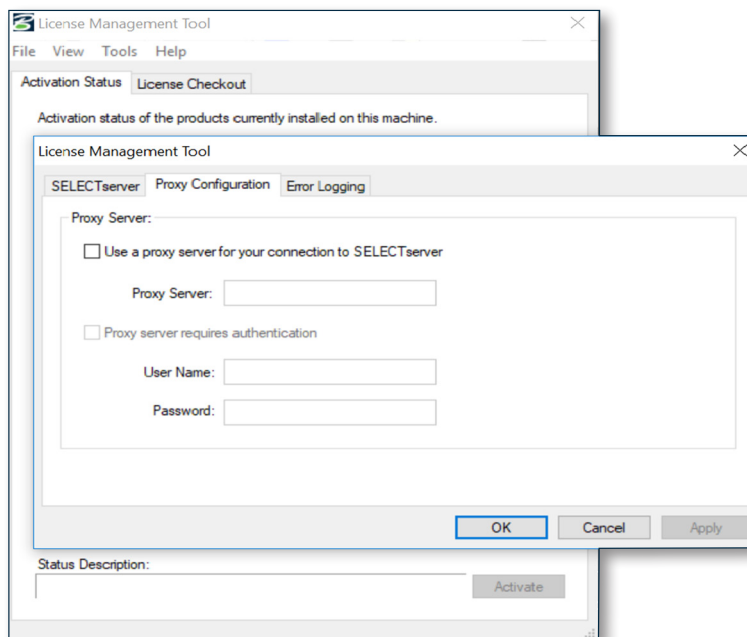 License Management Tool
File View Tools Help
Activation Status License Checkout
Activation status of the products currently installed on this machine.
License Management Tool
SELECTserver Proxy Configuration Error Logging
Proxy Server:
Use a proxy server for your connection to SELECTserver
Proxy Server:
Proxy server requires authentication
User Name:
Password:
OK Cancel Apply
Status Description:
Activate